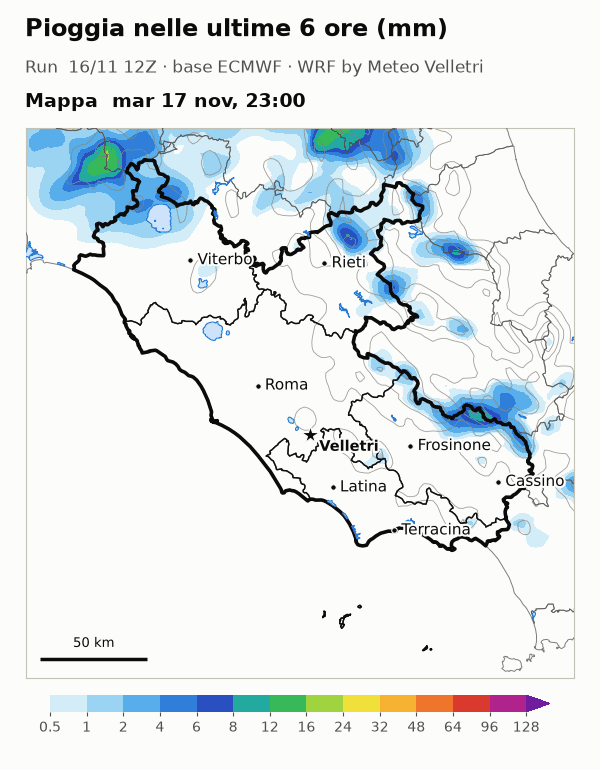 Pioggia nelle ultime 6 ore (mm)
Run  16/11 12Z · base ECMWF · WRF by Meteo Velletri
Mappa  mar 17 nov, 23:00
Viterbo
Rieti
Roma
Velletri
Frosinone
Latina
Cassino
Terracina
50 km
0.5 1 2 4 6 8 12 16 24 32 48 64 96 128